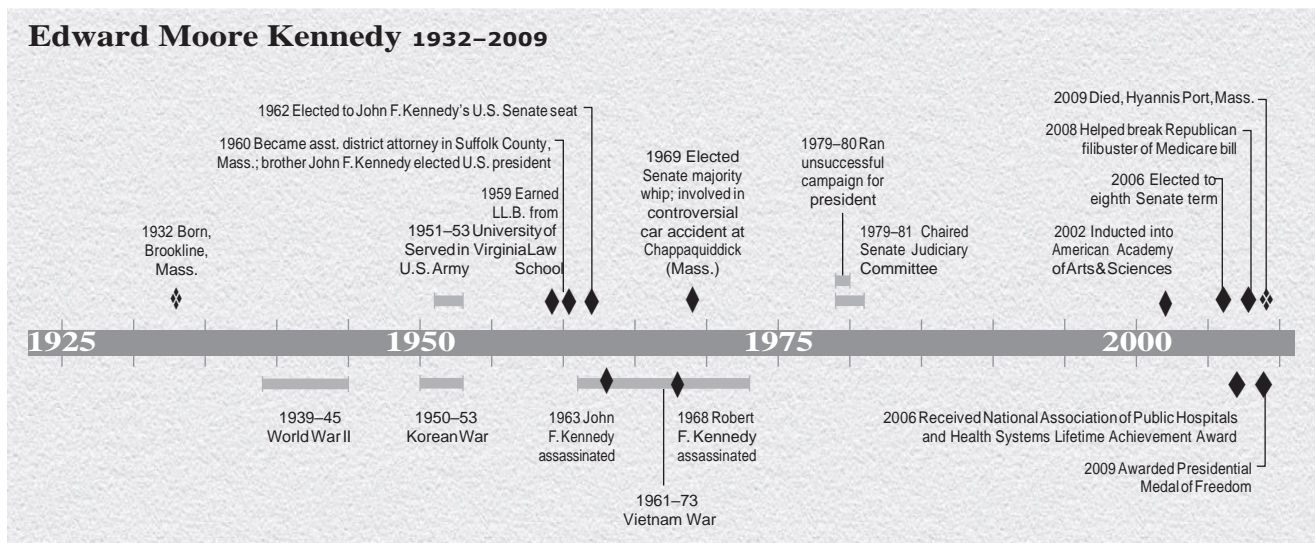 Edward Moore Kennedy 1932–2009
1962 Elected to John F. Kennedy's U.S. Senate seat
1960 Became asst. district attorney in Suffolk County,
Mass.; brother John F. Kennedy elected U.S. president
1959 Earned
LL.B. from
University of
Virginia Law
School
1951–53
Served in
U.S. Army
1932 Born,
Brookline,
Mass.
1969 Elected
Senate majority
whip; involved in
controversial
car accident at
Chappaquiddick
(Mass.)
1979–80 Ran
unsuccessful
campaign for
president
1979–81 Chaired
Senate Judiciary
Committee
2009 Died, Hyannis Port, Mass.
2008 Helped break Republican
filibuster of Medicare bill
2006 Elected to
eighth Senate term
2002 Inducted into
American Academy
of Arts & Sciences
1925 1950 1975 2000
1939–45
World War II
1950–53
Korean War
1963 John
F. Kennedy
assassinated
1968 Robert
F. Kennedy
assassinated
1961–73
Vietnam War
2006 Received National Association of Public Hospitals
and Health Systems Lifetime Achievement Award
2009 Awarded Presidential
Medal of Freedom